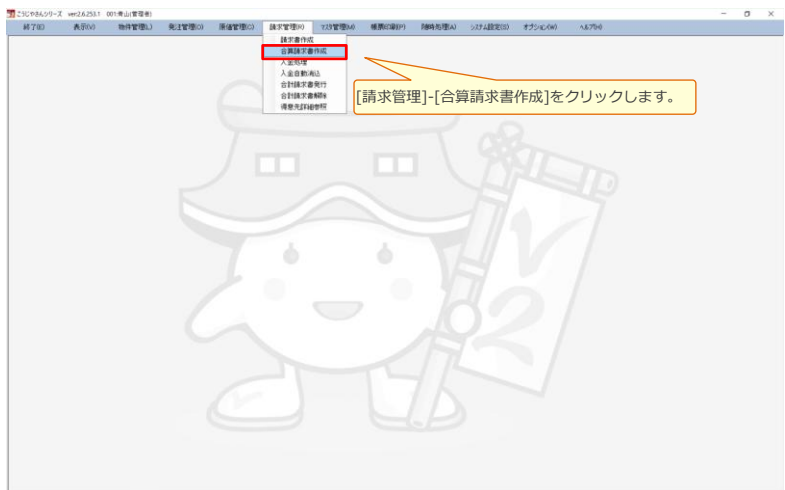 こうじやさんシリーズ ver.2.6.253.1 001:青山(管理者)
終了(E) 表示(V) 物件管理(L) 発注管理(O) 原価管理(C) 請求管理(R) マスタ管理(M) 帳票印刷(P) 随時処理(A) システム設定(S) オプション(W) ヘルプ(H)
請求書作成
合算請求書作成
入金処理
入金自動消込
合計請求書発行
合計請求書解除
得意先詳細参照
[請求管理]-[合算請求書作成]をクリックします。
V2